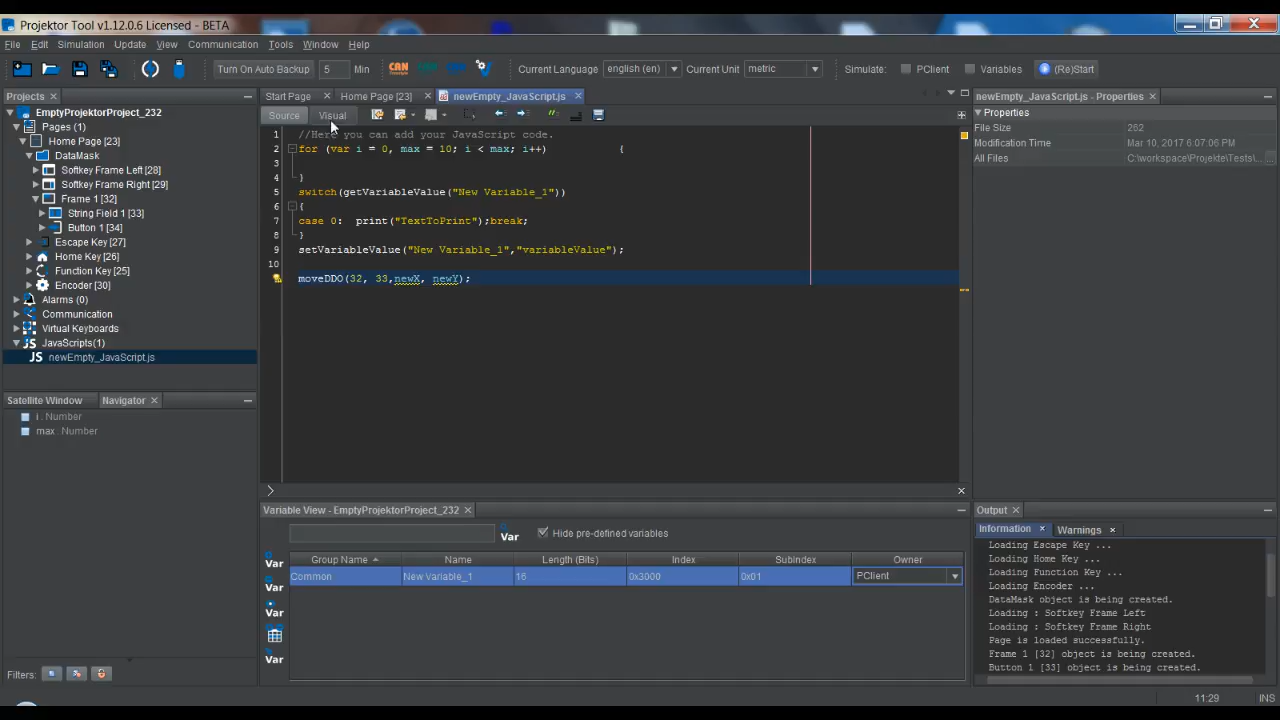 Projektor Tool v1.12.0.6 Licensed - BETA
File Edit Simulation Update View Communication Tools Window Help
Turn On Auto Backup 5 Min CAN Current Language english (en) Current Unit metric Simulate: PClient Variables (Re)Start
Projects
EmptyProjektorProject_232
Pages (1)
Home Page [23]
DataMask
Softkey Frame Left [28]
Softkey Frame Right [29]
Frame 1 [32]
String Field 1 [33]
Button 1 [34]
Escape Key [27]
Home Key [26]
Function Key [25]
Encoder [30]
Alarms (0)
Communication
Virtual Keyboards
JavaScripts(1)
JS newEmpty_JavaScript.js
Satellite Window Navigator
i : Number
max : Number
Filters:
Start Page Home Page [23] newEmpty_JavaScript.js
Source Visual
1 //Here you can add your JavaScript code.
2 for (var i = 0, max = 10; i < max; i++) {
3
4 }
5 switch(getVariableValue("New Variable_1"))
6 {
7 case 0: print("TextToPrint");break;
8 }
9 setVariableValue("New Variable_1","variableValue");
10
moveDDO(32, 33,newX, newY);
Variable View - EmptyProjektorProject_232
Var Hide pre-defined variables
Group Name Name Length (Bits) Index Subindex Owner
Common New Variable_1 16 0x3000 0x01 PClient
Var
Var
Var
Var
newEmpty_JavaScript.js - Properties
Properties
File Size 262
Modification Time Mar 10, 2017 6:07:06 PM
All Files C:\workspace\Projekte\Tests\...
Output
Information Warnings
Loading Escape Key ...
Loading Home Key ...
Loading Function Key ...
Loading Encoder ...
DataMask object is being created.
Loading : Softkey Frame Left
Loading : Softkey Frame Right
Page is loaded successfully.
Frame 1 [32] object is being created.
Button 1 [33] object is being created.
11:29 INS